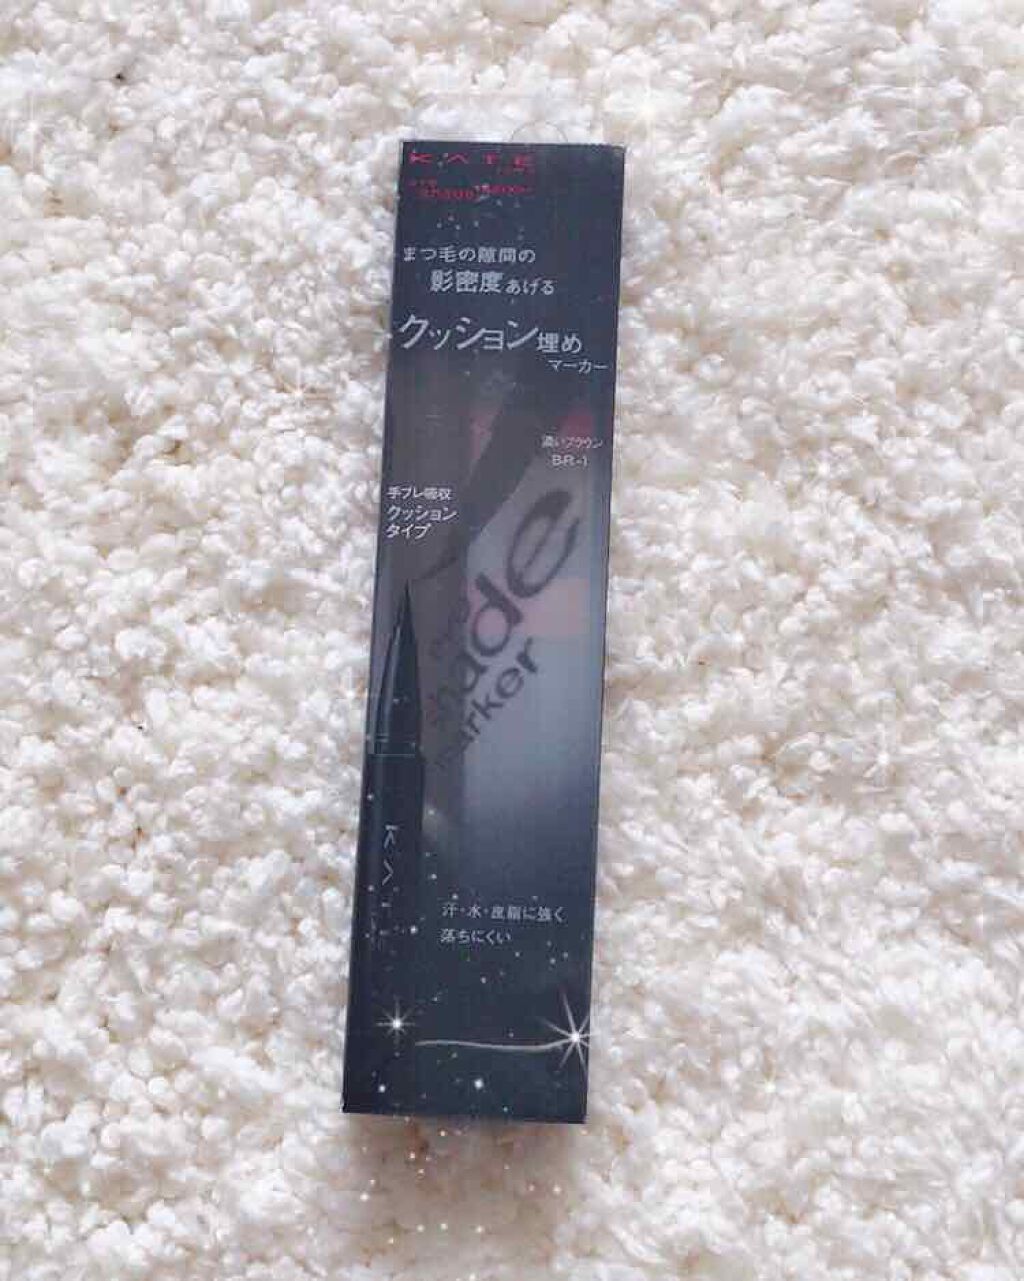 KATE
まつ毛の隙間の
影密度あげる
クッション埋め
マーカー
濃いブラウン
BR-1
手ブレ吸収
クッション
タイプ
shade
marker
KATE
汗・水・皮脂に強く
落ちにくい